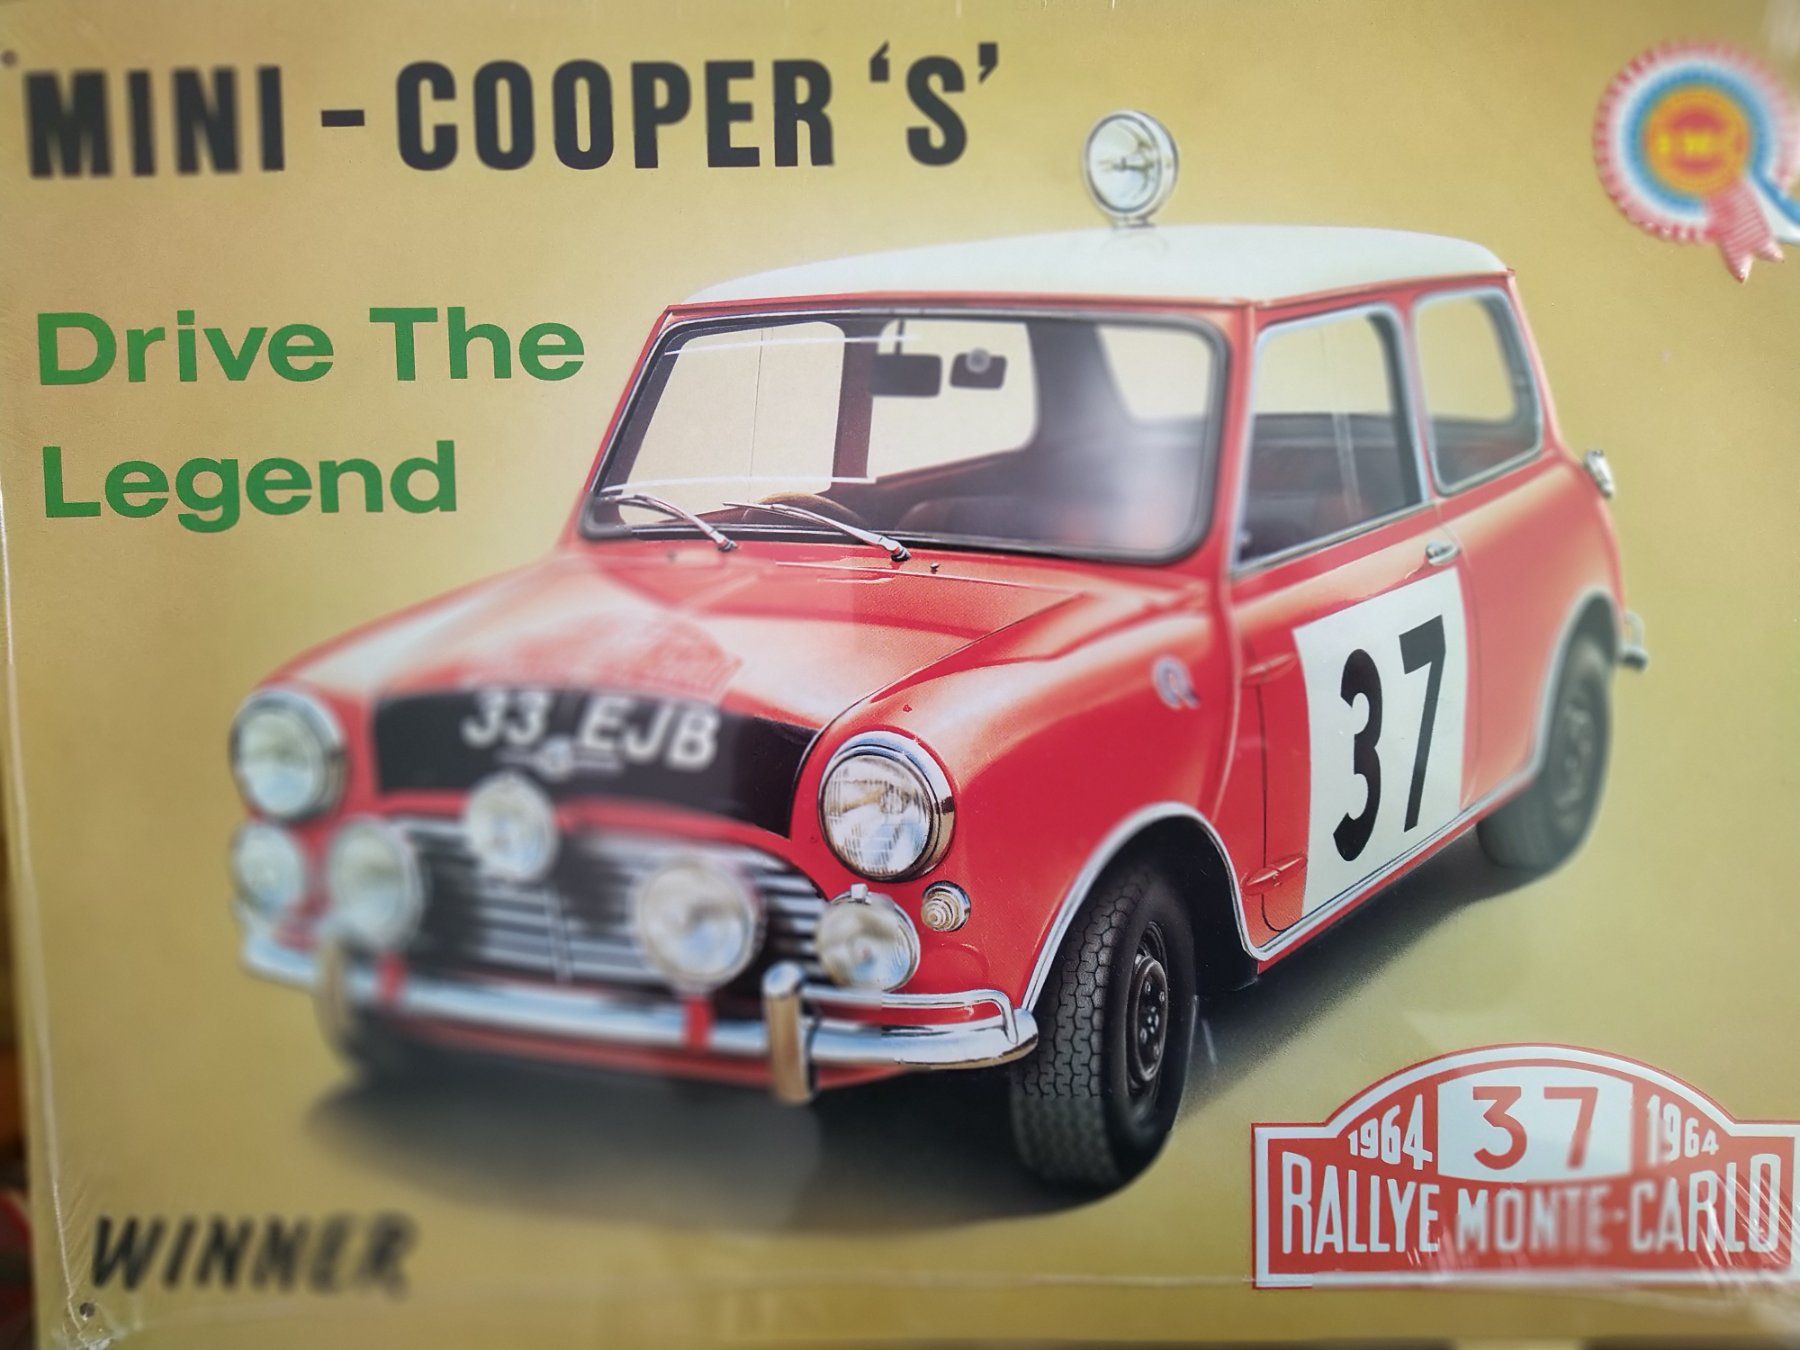 MINI - COOPER 'S'
Drive The
Legend
33 EJB
37
1964 37 1964
RALLYE MONTE-CARLO
WINNER